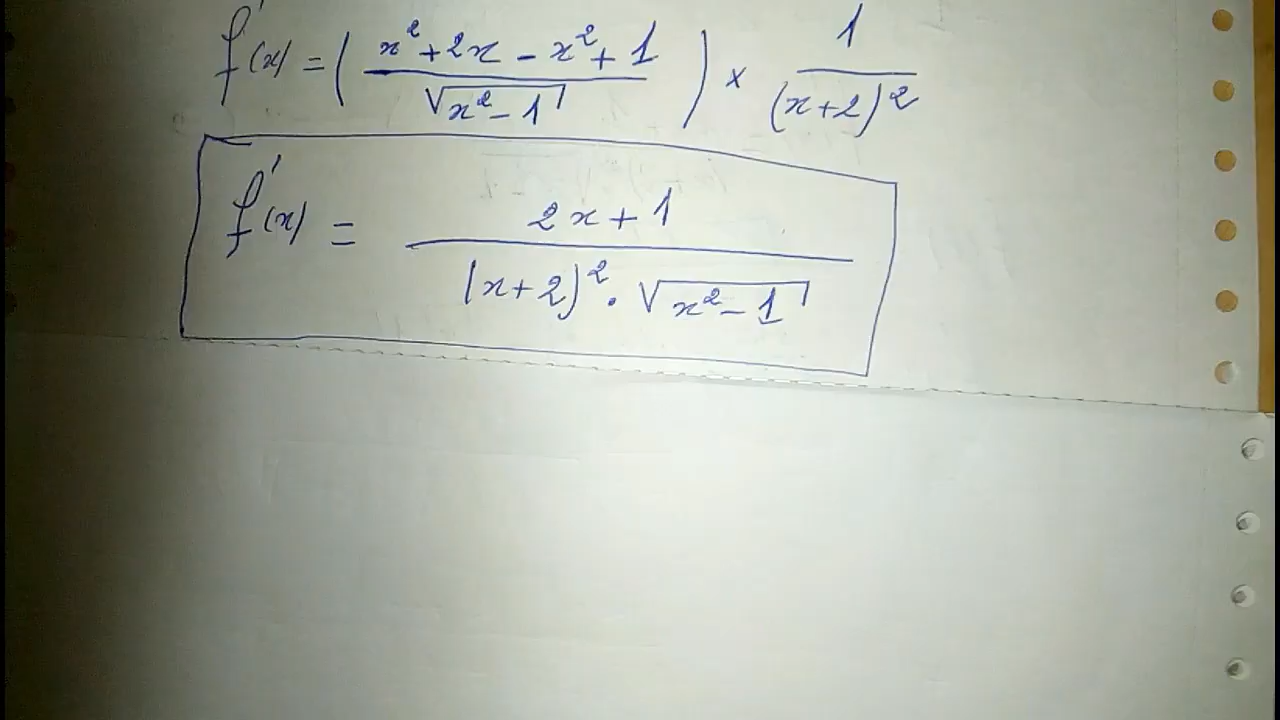 f'(x) = ( (x² + 2x - x² + 1) / √(x² - 1) ) × 1 / (x+2)²
f'(x) = (2x + 1) / ((x+2)² · √(x² - 1))